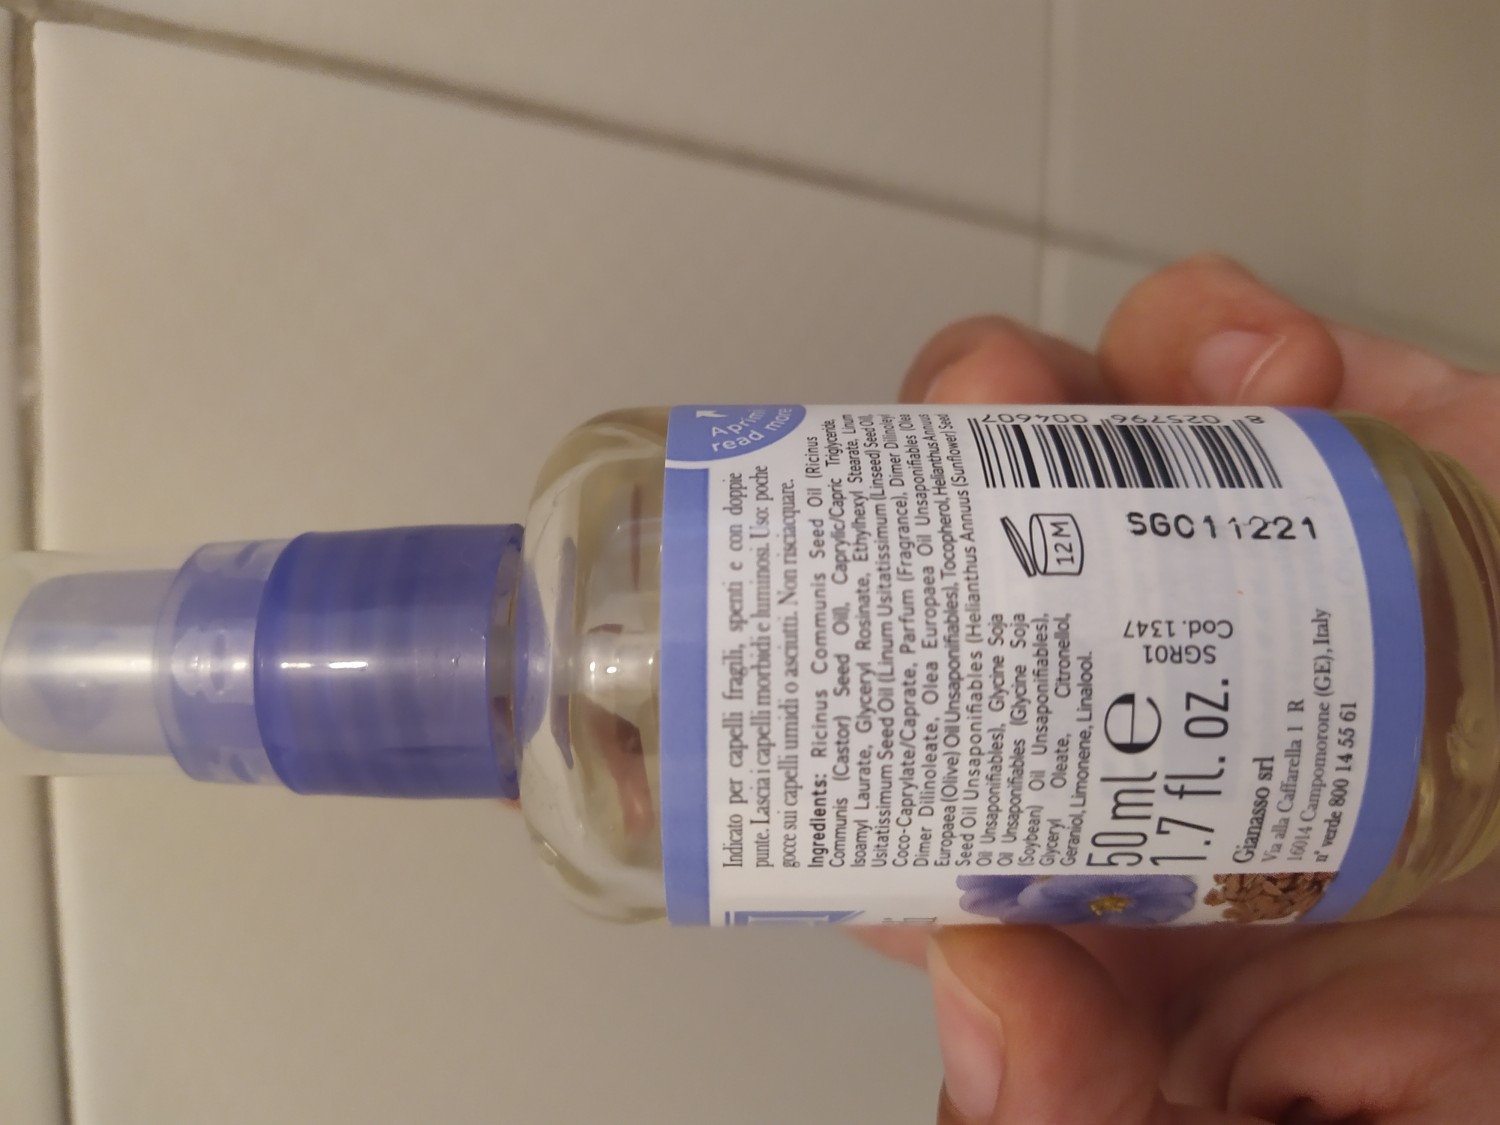 Aprimi
read more
Indicato per capelli fragili, spenti e con doppie
punte. Lascia i capelli morbidi e luminosi. Uso: poche
gocce sui capelli umidi o asciutti. Non risciacquare.
Ingredients: Ricinus Communis Seed Oil (Ricinus
Communis (Castor) Seed Oil), Caprylic/Capric Triglyceride,
Isoamyl Laurate, Glyceryl Rosinate, Ethylhexyl Stearate, Linum
Usitatissimum Seed Oil (Linum Usitatissimum (Linseed) Seed Oil),
Coco-Caprylate/Caprate, Parfum (Fragrance), Dimer Dilinoleyl
Dimer Dilinoleate, Olea Europaea Oil Unsaponifiables (Olea
Europaea (Olive) Oil Unsaponifiables), Tocopherol, Helianthus Annuus
Seed Oil Unsaponifiables (Helianthus Annuus (Sunflower) Seed
Oil Unsaponifiables), Glycine Soja
Oil Unsaponifiables (Glycine Soja
(Soybean) Oil Unsaponifiables),
Glyceryl Oleate, Citronellol,
Geraniol, Limonene, Linalool.
12M
50 ml e
1.7 fl. oz.
SGR01
Cod. 1347
SGC11221
8 025796 004607
Gianasso srl
Via alla Caffarella 1 R
16014 Campomorone (GE), Italy
n° verde 800 14 55 61